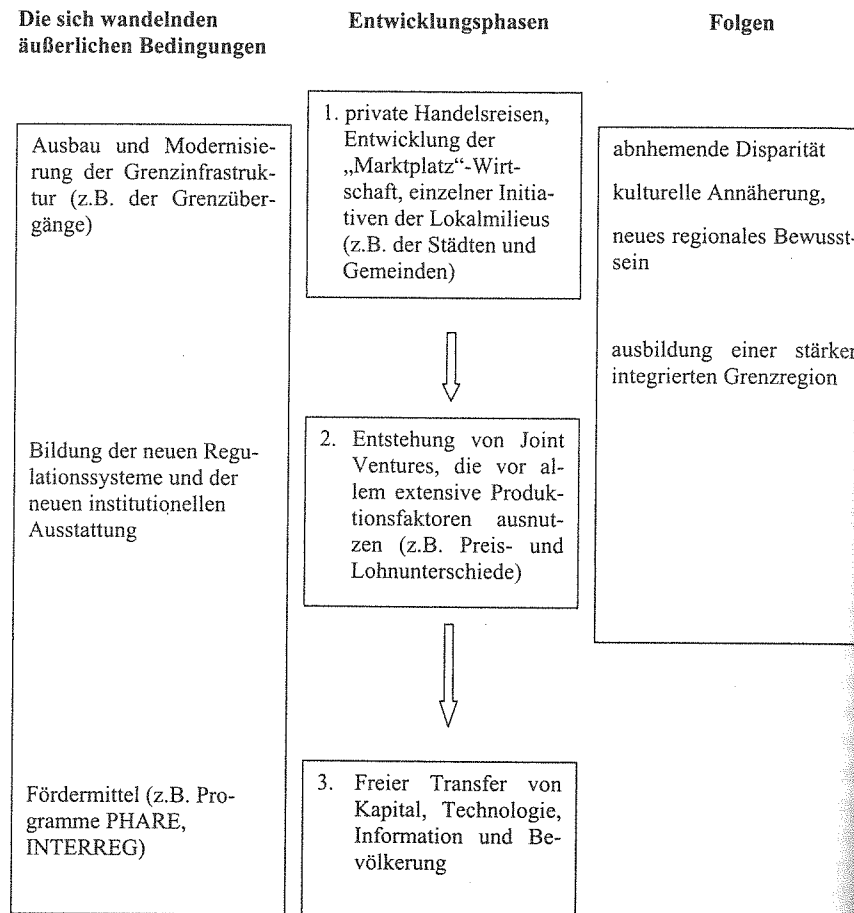 Die sich wandelnden
äußerlichen Bedingungen
Entwicklungsphasen
Folgen
Ausbau und Modernisie-
rung der Grenzinfrastruk-
tur (z.B. der Grenzüber-
gänge)
Bildung der neuen Regu-
lationssysteme und der
neuen institutionellen
Ausstattung
Fördermittel (z.B. Pro-
gramme PHARE,
INTERREG)
1. private Handelsreisen,
Entwicklung der
„Marktplatz“-Wirt-
schaft, einzelner Initia-
tiven der Lokalmilieus
(z.B. der Städten und
Gemeinden)
2. Entstehung von Joint
Ventures, die vor al-
lem extensive Produk-
tionsfaktoren ausnut-
zen (z.B. Preis- und
Lohnunterschiede)
3. Freier Transfer von
Kapital, Technologie,
Information und Be-
völkerung
abnhemende Disparität
kulturelle Annäherung,
neues regionales Bewusst-
sein
ausbildung einer stärker
integrierten Grenzregion